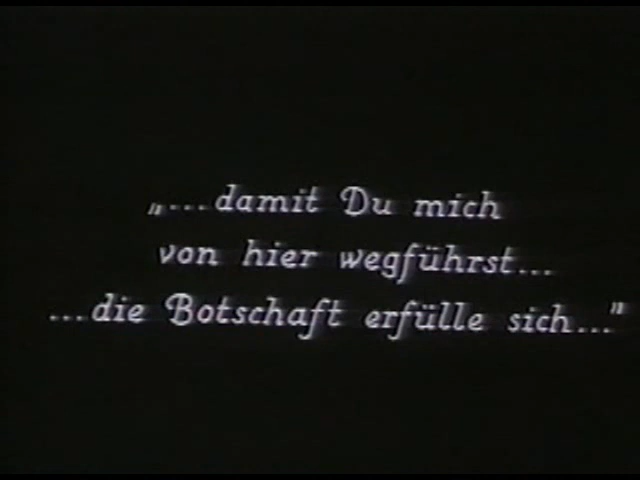 „...damit Du mich
von hier wegführst...
...die Botschaft erfülle sich..."